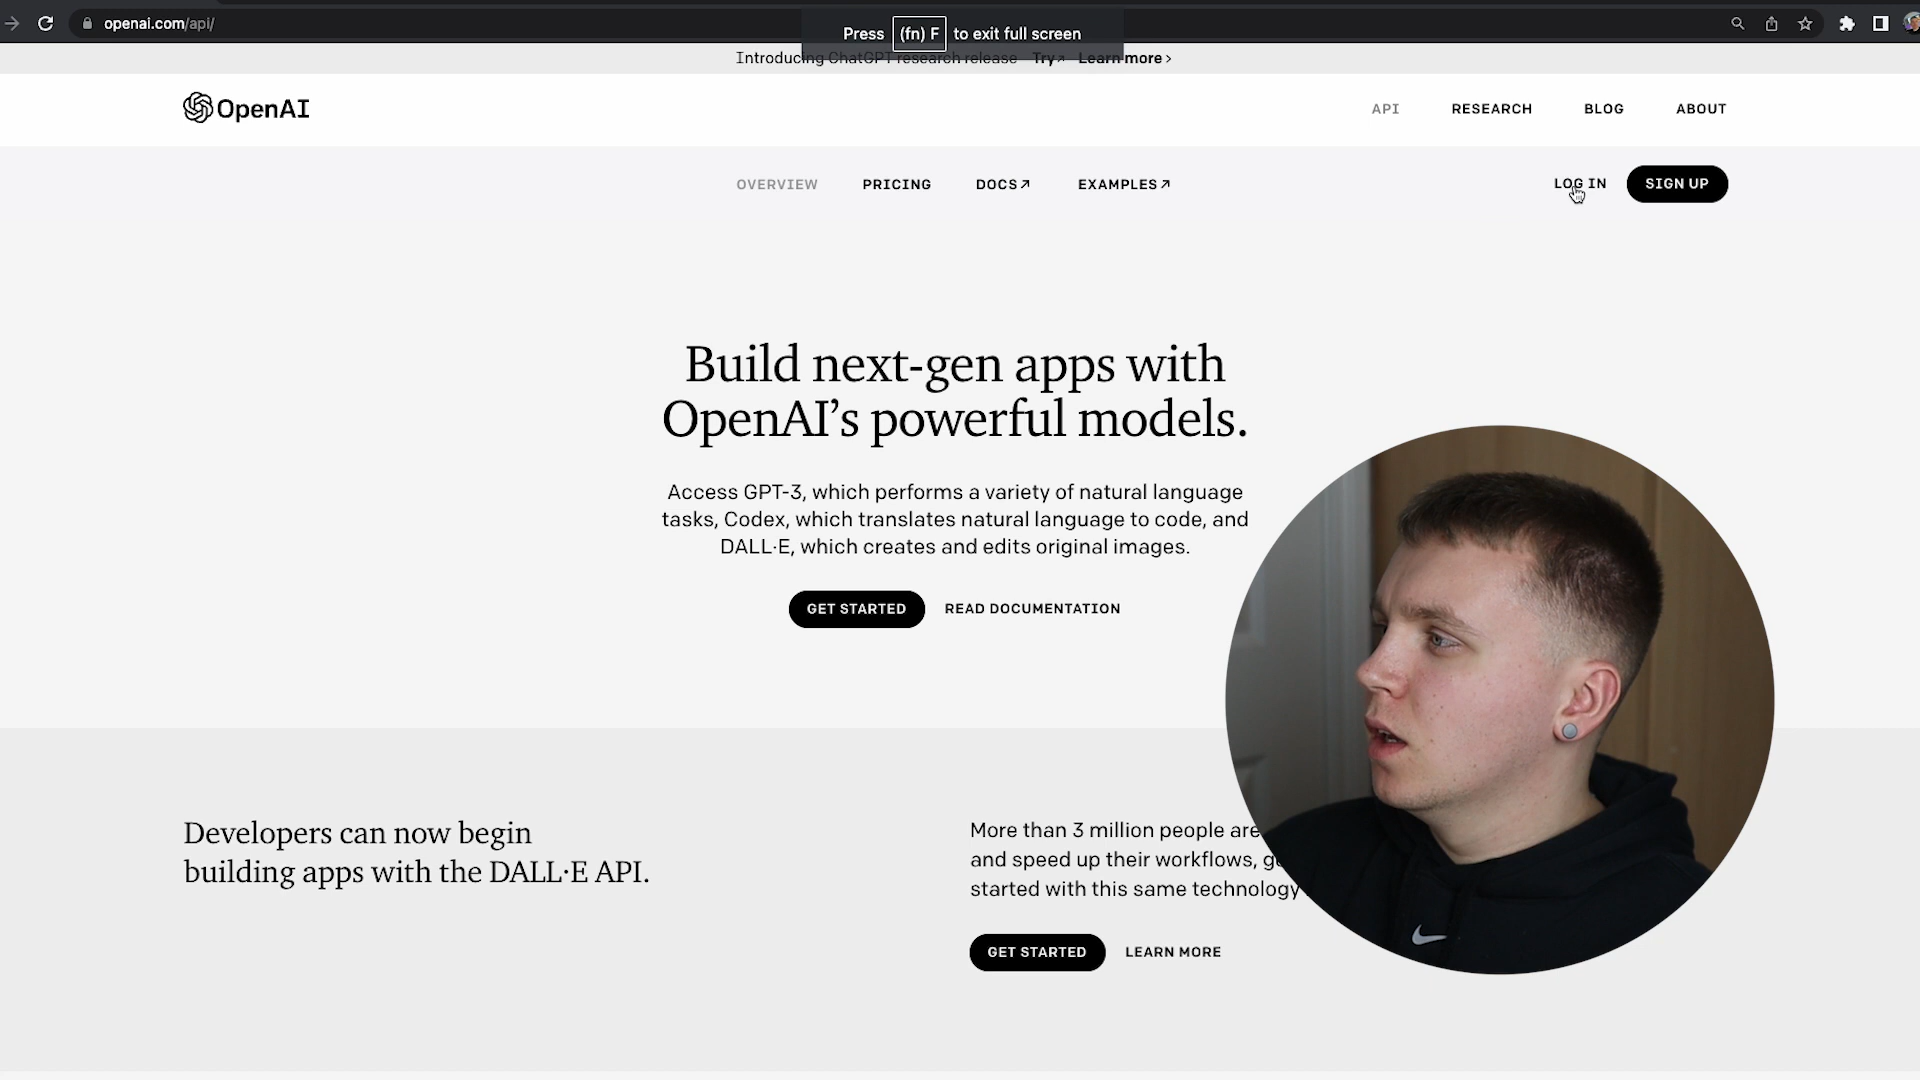 openai.com/api/
Press (fn) F to exit full screen
Introducing ChatGPT research release Try↗ Learn more >
OpenAI
API RESEARCH BLOG ABOUT
OVERVIEW PRICING DOCS↗ EXAMPLES↗ LOG IN SIGN UP
Build next-gen apps with
OpenAI’s powerful models.
Access GPT-3, which performs a variety of natural language
tasks, Codex, which translates natural language to code, and
DALL·E, which creates and edits original images.
GET STARTED READ DOCUMENTATION
Developers can now begin
building apps with the DALL·E API.
More than 3 million people are
and speed up their workflows,
started with this same technology
GET STARTED LEARN MORE